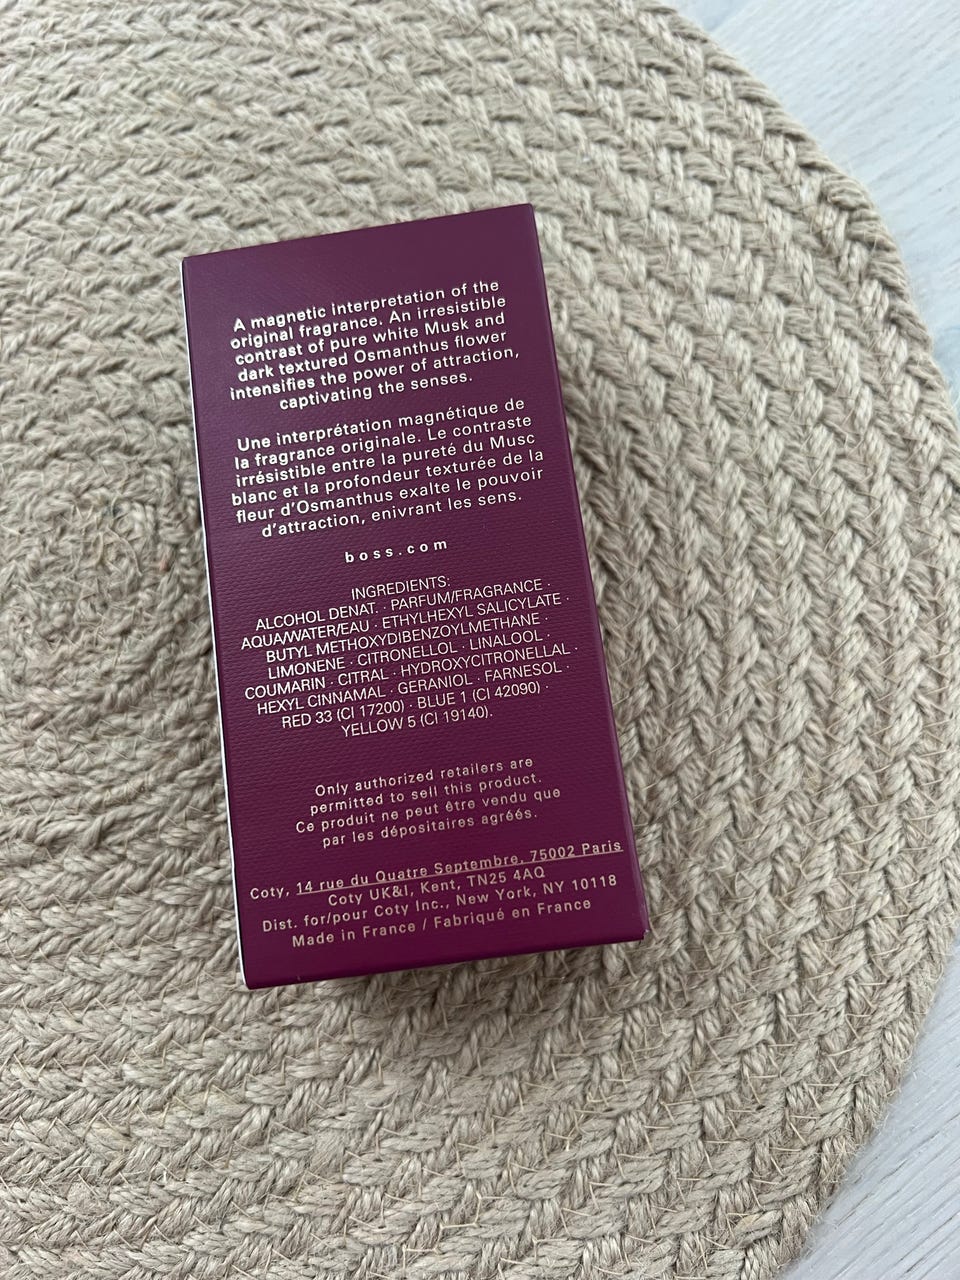 A magnetic interpretation of the
original fragrance. An irresistible
contrast of pure white Musk and
dark textured Osmanthus flower
intensifies the power of attraction,
captivating the senses.
Une interprétation magnétique de
la fragrance originale. Le contraste
irrésistible entre la pureté du Musc
blanc et la profondeur texturée de la
fleur d'Osmanthus exalte le pouvoir
d'attraction, enivrant les sens.
boss.com
INGREDIENTS:
ALCOHOL DENAT. · PARFUM/FRAGRANCE ·
AQUA/WATER/EAU · ETHYLHEXYL SALICYLATE ·
BUTYL METHOXYDIBENZOYLMETHANE ·
LIMONENE · CITRONELLOL · LINALOOL ·
COUMARIN · CITRAL · HYDROXYCITRONELLAL ·
HEXYL CINNAMAL · GERANIOL · FARNESOL ·
RED 33 (CI 17200) · BLUE 1 (CI 42090) ·
YELLOW 5 (CI 19140).
Only authorized retailers are
permitted to sell this product.
Ce produit ne peut être vendu que
par les dépositaires agréés.
Coty, 14 rue du Quatre Septembre, 75002 Paris
Coty UK&I, Kent, TN25 4AQ
Dist. for/pour Coty Inc., New York, NY 10118
Made in France / Fabriqué en France